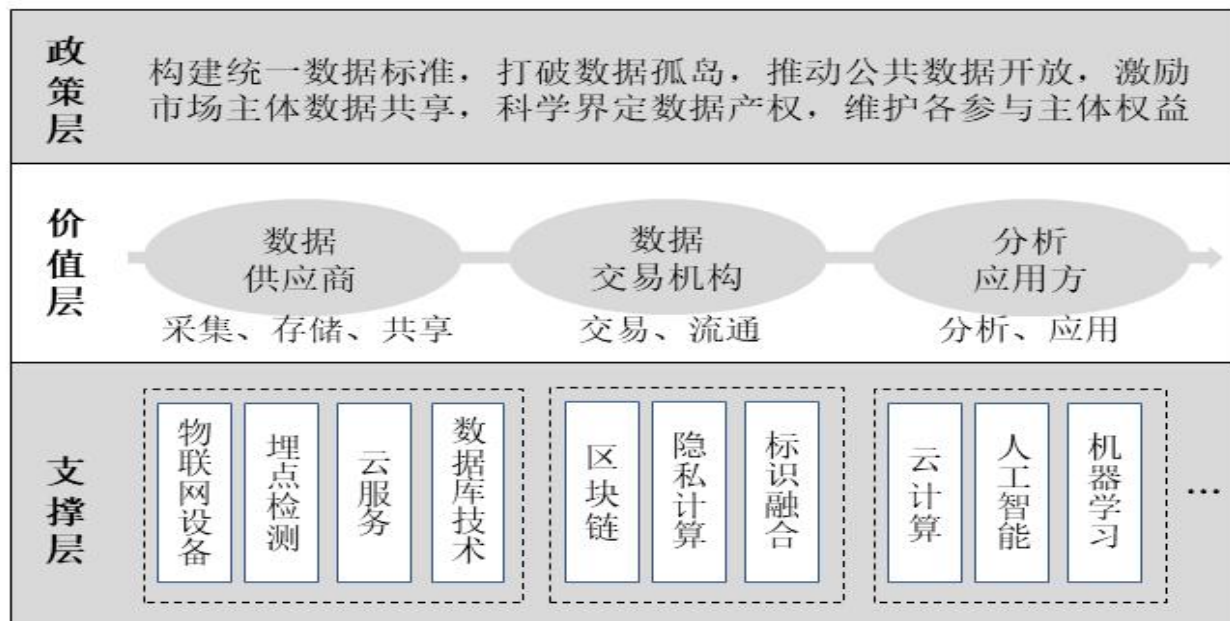 政策层
构建统一数据标准，打破数据孤岛，推动公共数据开放，激励
市场主体数据共享，科学界定数据产权，维护各参与主体权益
价值层
数据
供应商
数据
交易机构
分析
应用方
采集、存储、共享
交易、流通
分析、应用
支撑层
物联网设备
埋点检测
云服务
数据库技术
区块链
隐私计算
标识融合
云计算
人工智能
机器学习
…